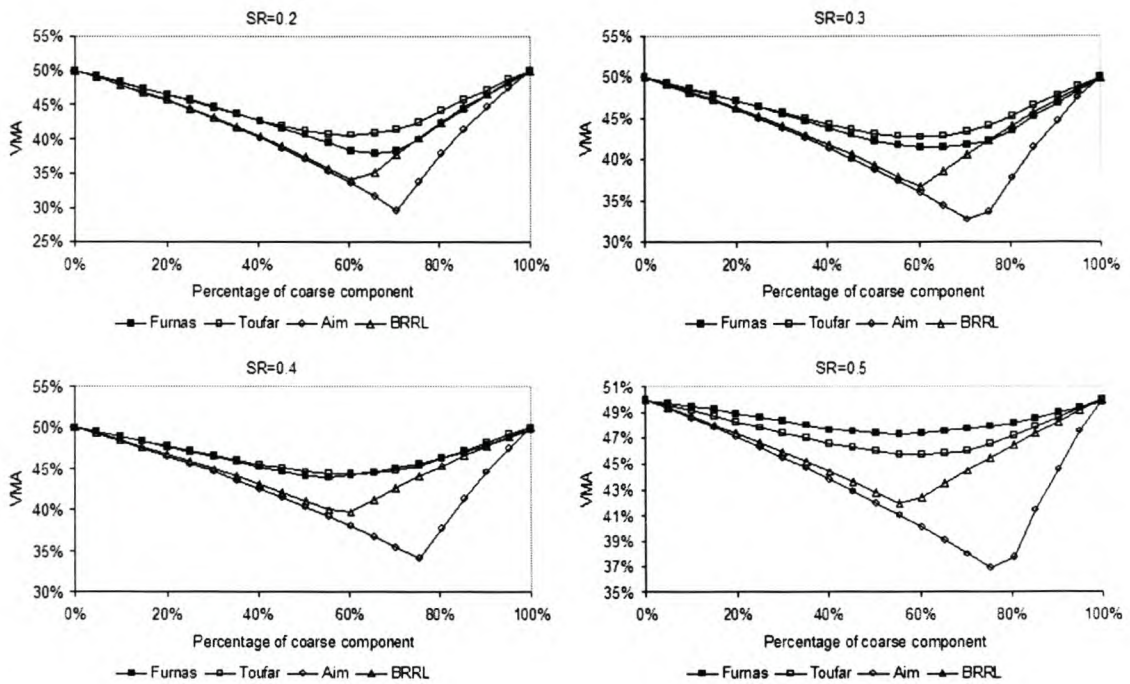 SR=0.2
55%
50%
45%
40%
35%
30%
25%
VMA
0%
20%
40%
60%
80%
100%
Percentage of coarse component
Furnas
Toufar
Aim
BRRL
SR=0.3
55%
50%
45%
40%
35%
30%
VMA
0%
20%
40%
60%
80%
100%
Percentage of coarse component
Furnas
Toufar
Aim
BRRL
SR=0.4
55%
50%
45%
40%
35%
30%
VMA
0%
20%
40%
60%
80%
100%
Percentage of coarse component
Furnas
Toufar
Aim
BRRL
SR=0.5
51%
49%
47%
45%
43%
41%
39%
37%
35%
VMA
0%
20%
40%
60%
80%
100%
Percentage of coarse component
Furnas
Toufar
Aim
BRRL